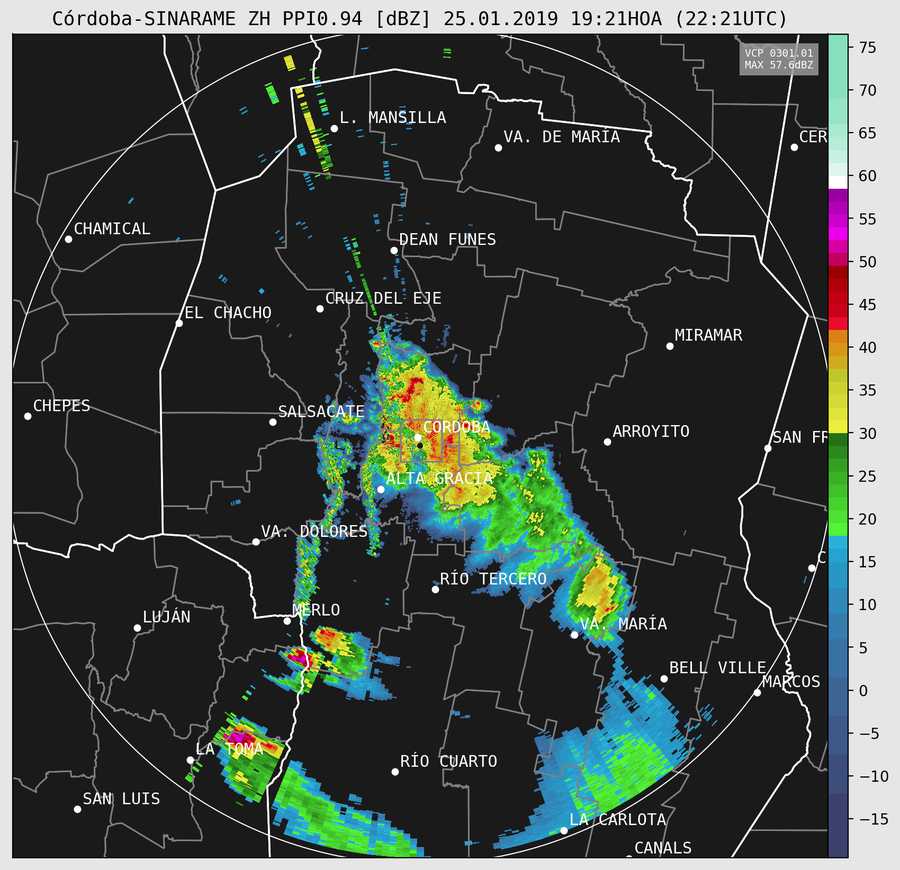 Córdoba-SINARAME ZH PPI0.94 [dBZ] 25.01.2019 19:21HOA (22:21UTC)
VCP 0301.01
MAX 57.6dBZ
75
70
65
60
55
50
45
40
35
30
25
20
15
10
5
0
−5
−10
−15
L. MANSILLA
VA. DE MARÍA
CER
CHAMICAL
DEAN FUNES
CRUZ DEL EJE
EL CHACHO
MIRAMAR
CHEPES
SALSACATE
CÓRDOBA
ARROYITO
SAN FR
ALTA GRACIA
VA. DOLORES
C
RÍO TERCERO
MERLO
LUJÁN
VA. MARÍA
BELL VILLE
MARCOS
LA TOMA
RÍO CUARTO
SAN LUIS
LA CARLOTA
CANALS